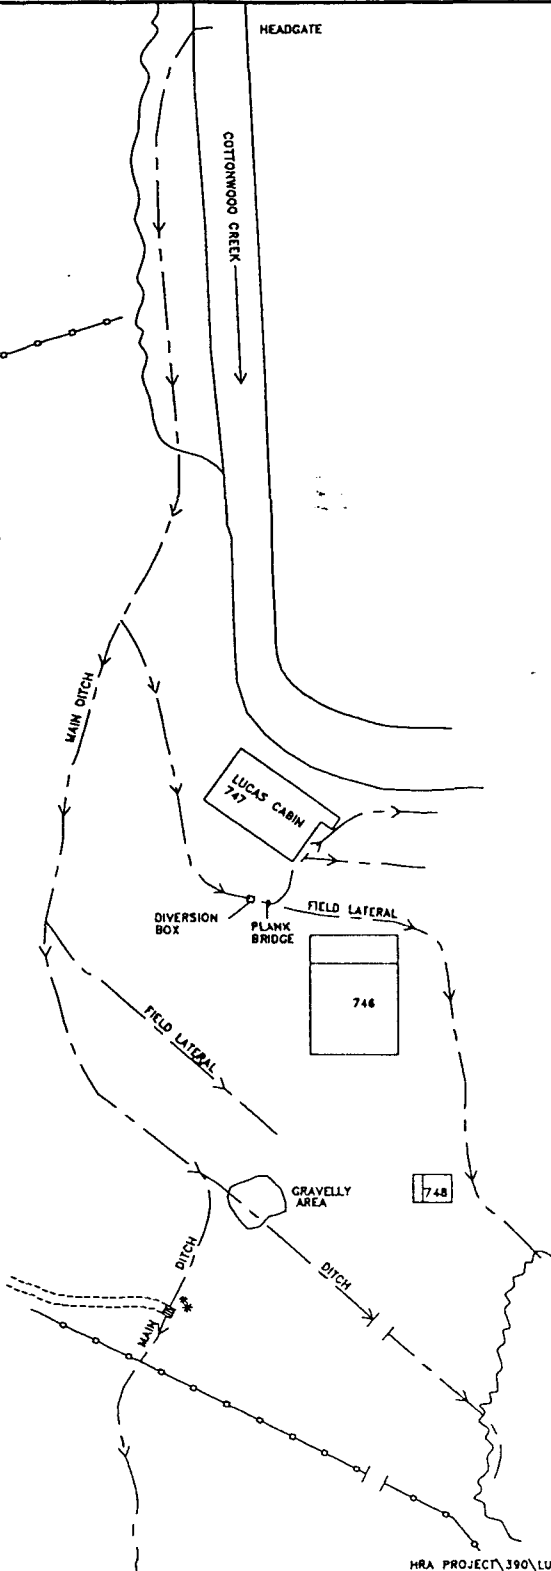 HEADGATE
COTTONWOOD CREEK
MAIN DITCH
LUCAS CABIN
747
DIVERSION
BOX
PLANK
BRIDGE
FIELD LATERAL
746
FIELD LATERAL
GRAVELLY
AREA
748
DITCH
DITCH
MAIN
**
HRA PROJECT\390\LU